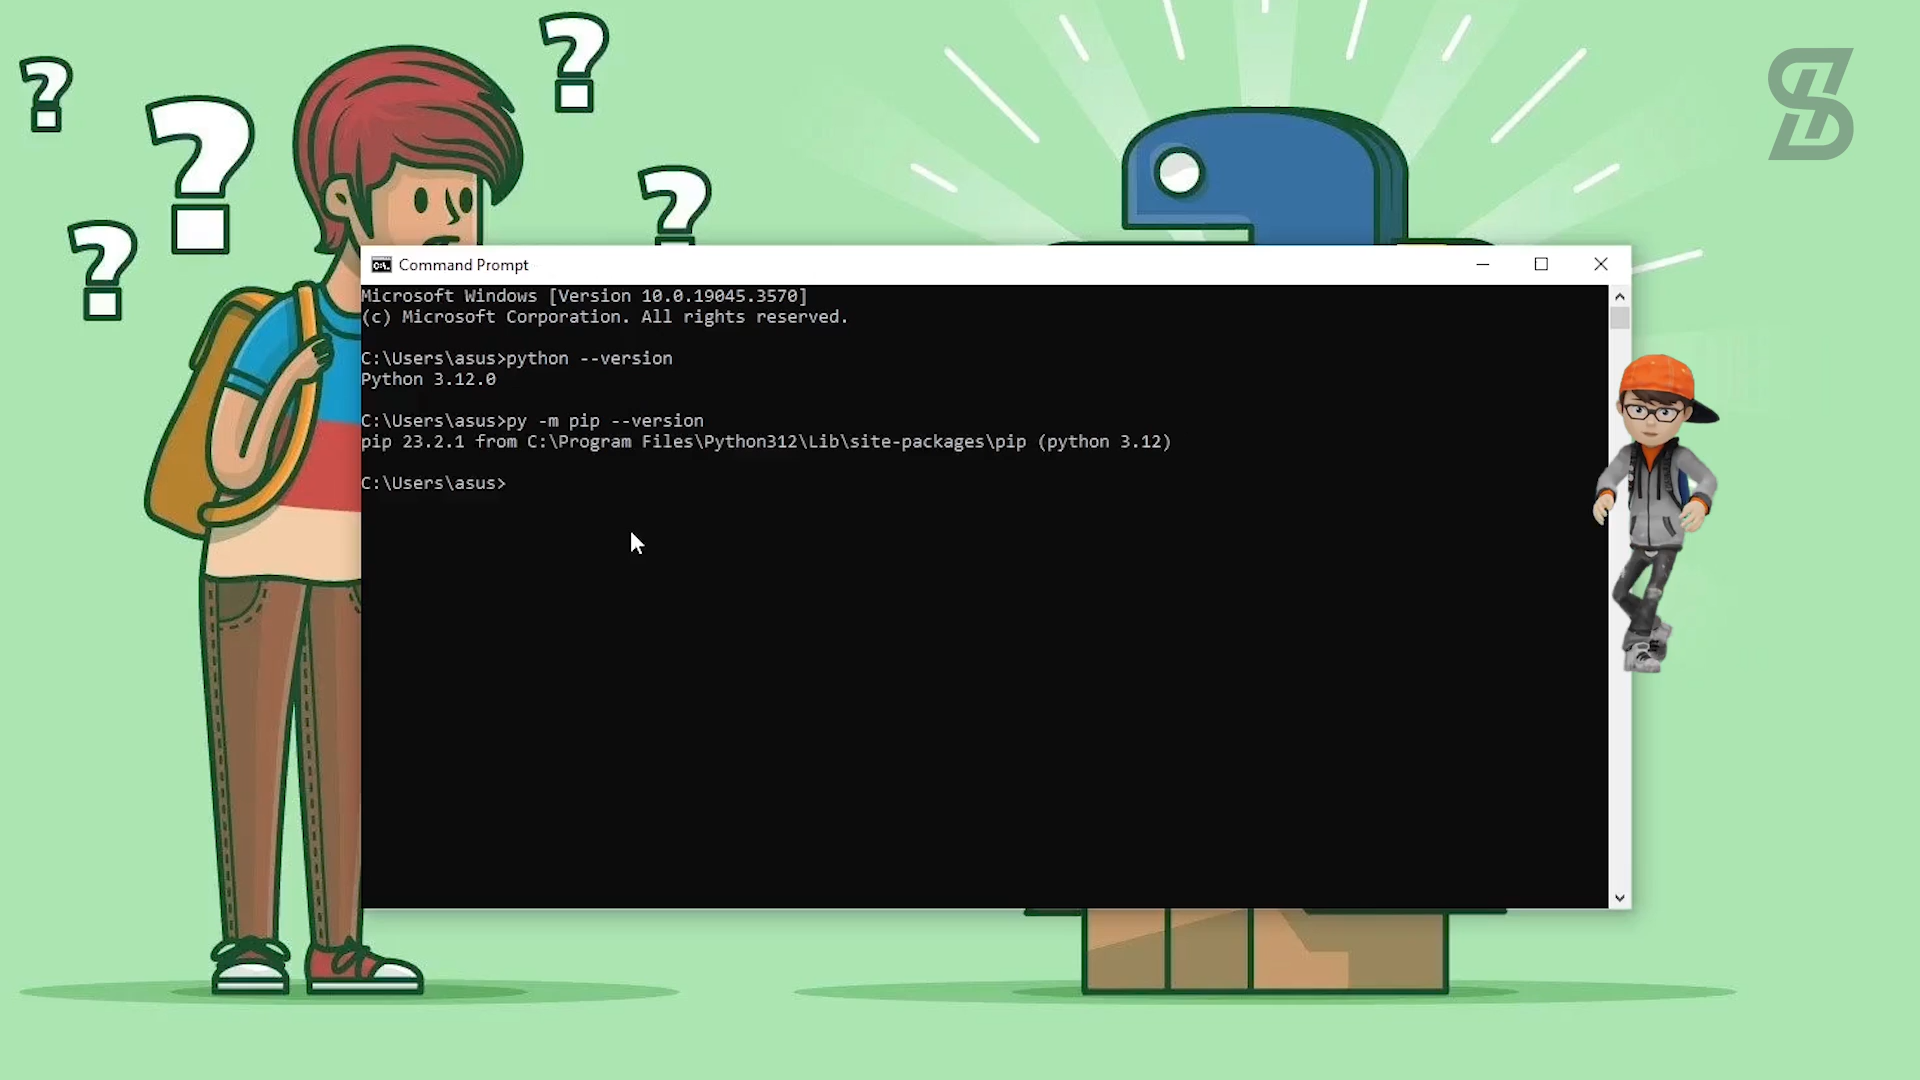 ?
?
?
?
?
Command Prompt
Microsoft Windows [Version 10.0.19045.3570]
(c) Microsoft Corporation. All rights reserved.
C:\Users\asus>python --version
Python 3.12.0
C:\Users\asus>py -m pip --version
pip 23.2.1 from C:\Program Files\Python312\Lib\site-packages\pip (python 3.12)
C:\Users\asus>